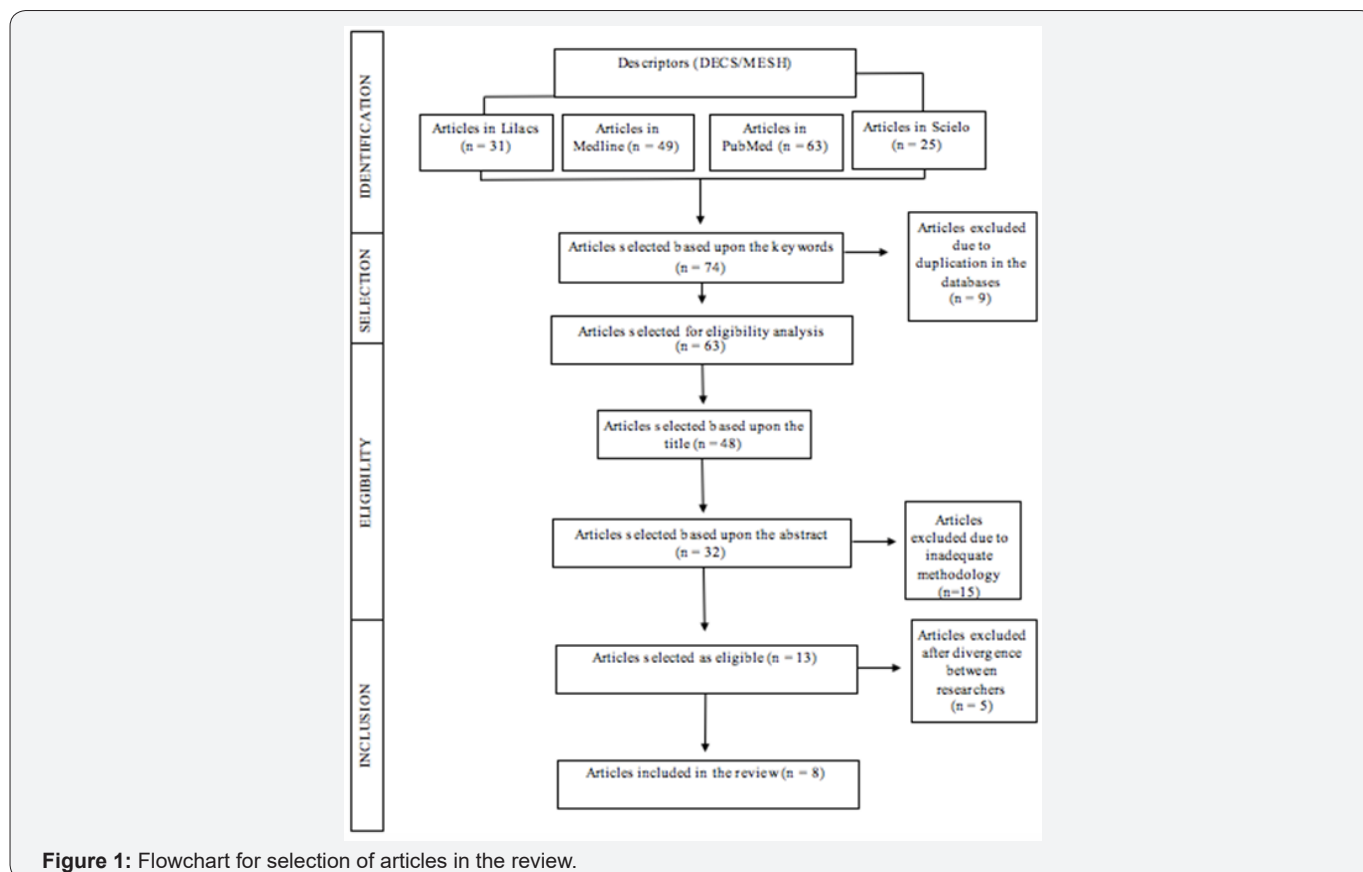 IDENTIFICATION
Descriptors (DECS/MESH)
Articles in Lilacs
(n = 31)
Articles in
Medline (n = 49)
Articles in
PubMed (n = 63)
Articles in Scielo
(n = 25)
SELECTION
Articles selected based upon the keywords
(n = 74)
Articles excluded
due to
duplication in the
databases
(n = 9)
Articles selected for eligibility analysis
(n = 63)
ELIGIBILITY
Articles selected based upon the
title (n = 48)
Articles selected based upon the abstract
(n = 32)
Articles
excluded due to
inadequate
methodology
(n=15)
INCLUSION
Articles selected as eligible (n = 13)
Articles excluded
after divergence
between
researchers
(n = 5)
Articles included in the review (n = 8)
Figure 1: Flowchart for selection of articles in the review.